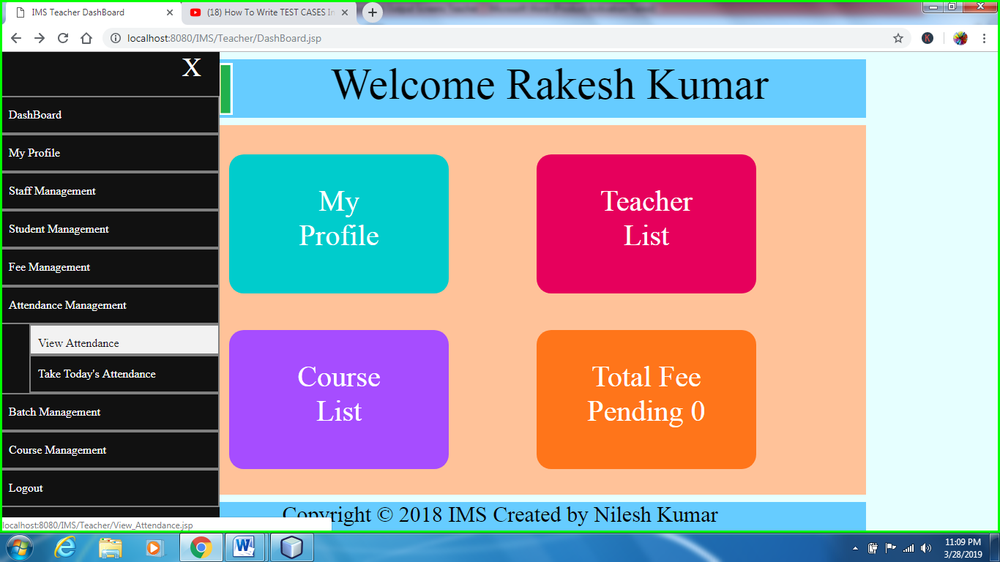 IMS Teacher DashBoard
(18) How To Write TEST CASES In
localhost:8080/IMS/Teacher/DashBoard.jsp
K
X
DashBoard
My Profile
Staff Management
Student Management
Fee Management
Attendance Management
View Attendance
Take Today's Attendance
Batch Management
Course Management
Logout
Welcome Rakesh Kumar
My
Profile
Teacher
List
Course
List
Total Fee
Pending 0
Copyright © 2018 IMS Created by Nilesh Kumar
localhost:8080/IMS/Teacher/View_Attendance.jsp
11:09 PM
3/28/2019